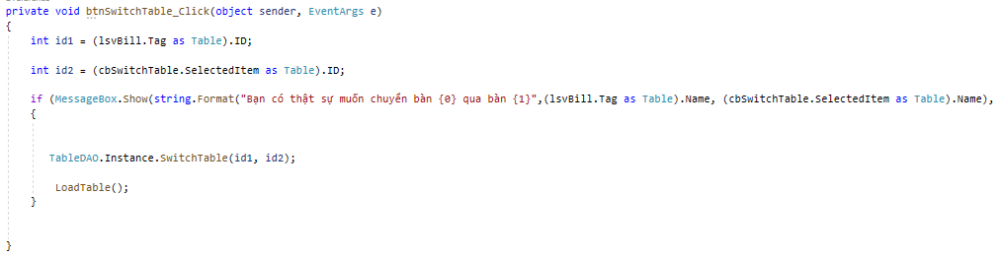 private void btnSwitchTable_Click(object sender, EventArgs e)
{
int id1 = (lsvBill.Tag as Table).ID;
int id2 = (cbSwitchTable.SelectedItem as Table).ID;
if (MessageBox.Show(string.Format("Bạn có thật sự muốn chuyển bàn {0} qua bàn {1}",(lsvBill.Tag as Table).Name, (cbSwitchTable.SelectedItem as Table).Name),
{
TableDAO.Instance.SwitchTable(id1, id2);
LoadTable();
}
}